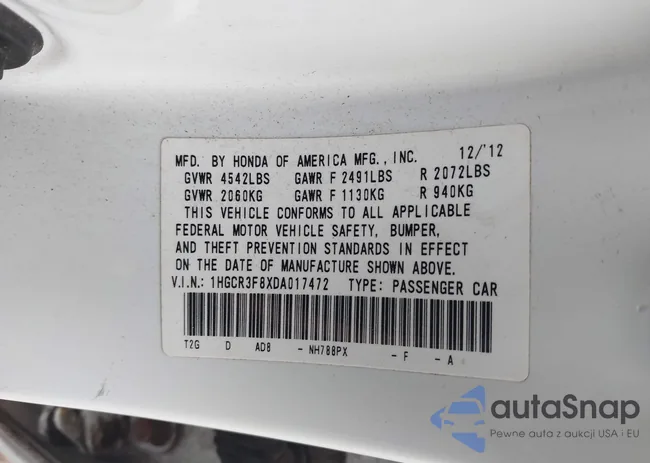 MFD. BY HONDA OF AMERICA MFG., INC. 12/'12
GVWR 4542LBS GAWR F 2491LBS R 2072LBS
GVWR 2060KG GAWR F 1130KG R 940KG
THIS VEHICLE CONFORMS TO ALL APPLICABLE
FEDERAL MOTOR VEHICLE SAFETY, BUMPER,
AND THEFT PREVENTION STANDARDS IN EFFECT
ON THE DATE OF MANUFACTURE SHOWN ABOVE.
V.I.N.: 1HGCR3F8XDA017472 TYPE: PASSENGER CAR
T2G D AD8 - NH788PX - F - A
autaSnap
Pewne auta z aukcji USA i EU